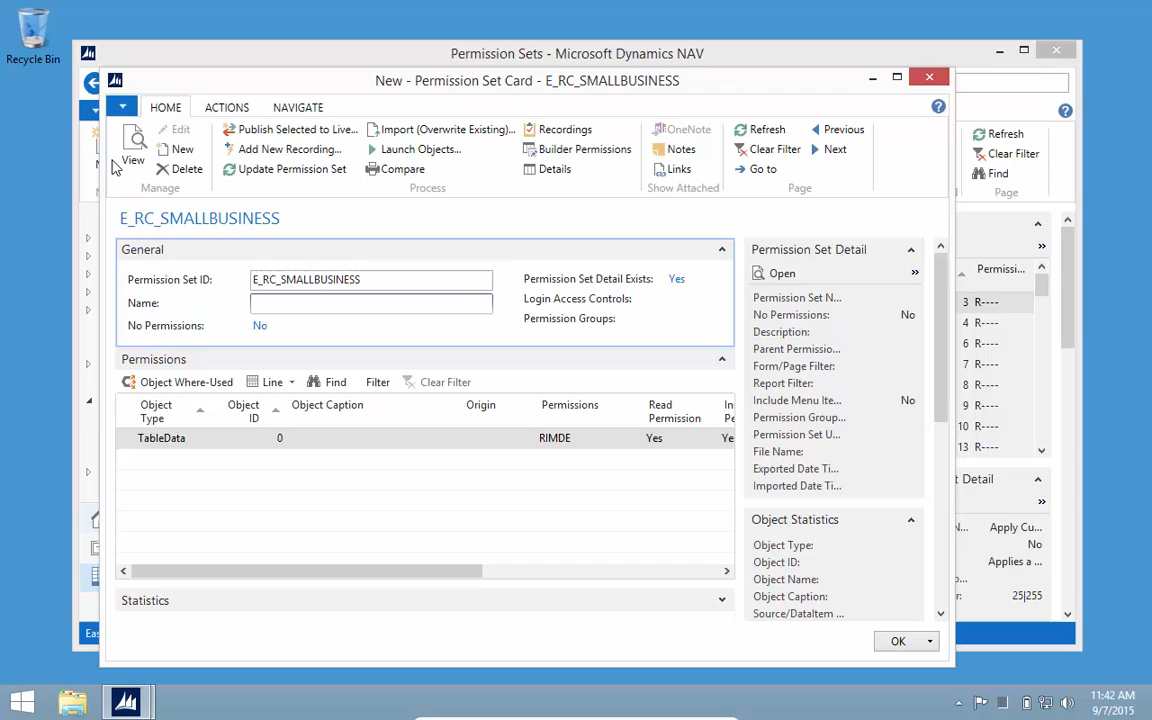 Recycle Bin
Permission Sets - Microsoft Dynamics NAV
New - Permission Set Card - E_RC_SMALLBUSINESS
HOME ACTIONS NAVIGATE
View
Edit
New
Delete
Manage
Publish Selected to Live...
Add New Recording...
Update Permission Set
Import (Overwrite Existing)...
Launch Objects...
Compare
Recordings
Builder Permissions
Details
Process
OneNote
Notes
Links
Show Attached
Refresh
Clear Filter
Go to
Previous
Next
Page
Refresh
Clear Filter
Find
Page
E_RC_SMALLBUSINESS
General
Permission Set ID: E_RC_SMALLBUSINESS
Name:
No Permissions: No
Permission Set Detail Exists: Yes
Login Access Controls:
Permission Groups:
Permissions
Object Where-Used Line Find Filter Clear Filter
Object Type Object ID Object Caption Origin Permissions Read Permission
TableData 0 RIMDE Yes Ye
Statistics
Permission Set Detail
Open
Permission Set N...
No Permissions: No
Description:
Parent Permissio...
Form/Page Filter:
Report Filter:
Include Menu Ite... No
Permission Group...
Permission Set U...
File Name:
Exported Date Ti...
Imported Date Ti...
Object Statistics
Object Type:
Object ID:
Object Name:
Object Caption:
Source/DataItem ...
OK
Permissi...
3 R----
4 R----
6 R----
7 R----
8 R----
9 R----
10 R----
13 R----
t Detail
N... Apply Cu...
No
Applies a ...
25|255
Eas
11:42 AM
9/7/2015